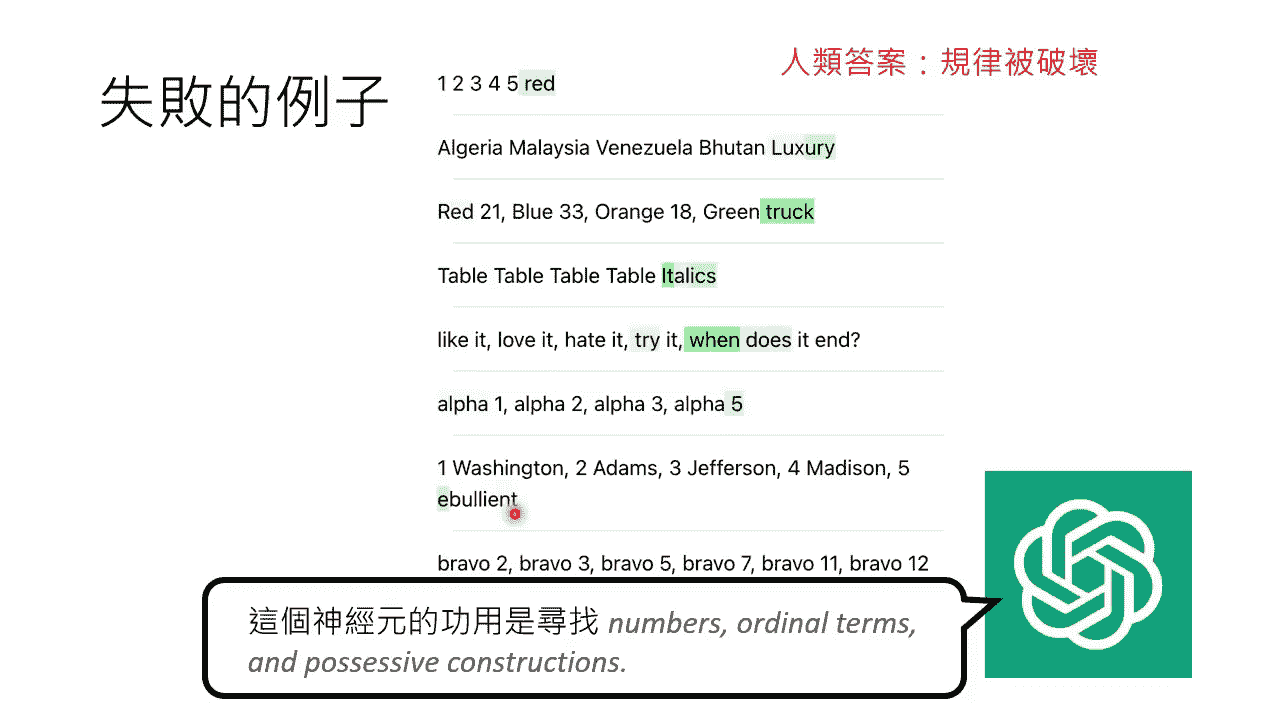 失敗的例子
人類答案：規律被破壞
1 2 3 4 5 red
Algeria Malaysia Venezuela Bhutan Luxury
Red 21, Blue 33, Orange 18, Green truck
Table Table Table Table Italics
like it, love it, hate it, try it, when does it end?
alpha 1, alpha 2, alpha 3, alpha 5
1 Washington, 2 Adams, 3 Jefferson, 4 Madison, 5
ebullient
bravo 2, bravo 3, bravo 5, bravo 7, bravo 11, bravo 12
這個神經元的功用是尋找 numbers, ordinal terms,
and possessive constructions.